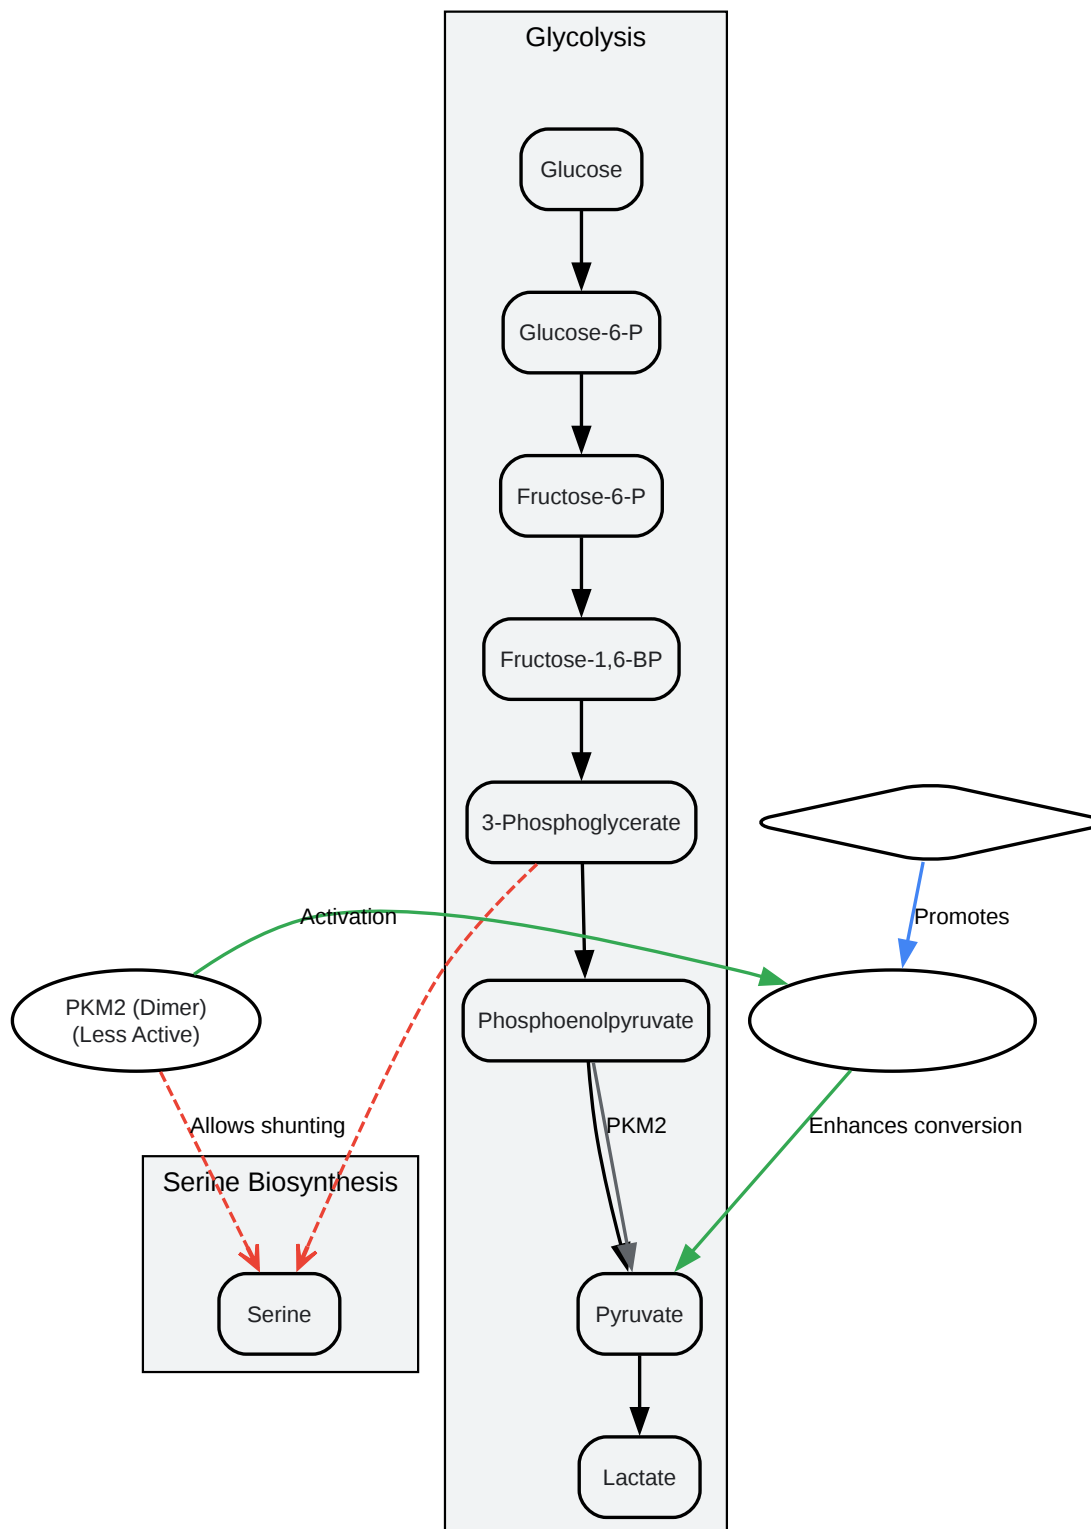 Glycolysis
Glucose
Glucose-6-P
Fructose-6-P
Fructose-1,6-BP
3-Phosphoglycerate
Activation
Promotes
PKM2 (Dimer)
(Less Active)
Phosphoenolpyruvate
Allows shunting
PKM2
Enhances conversion
Serine Biosynthesis
Serine
Pyruvate
Lactate